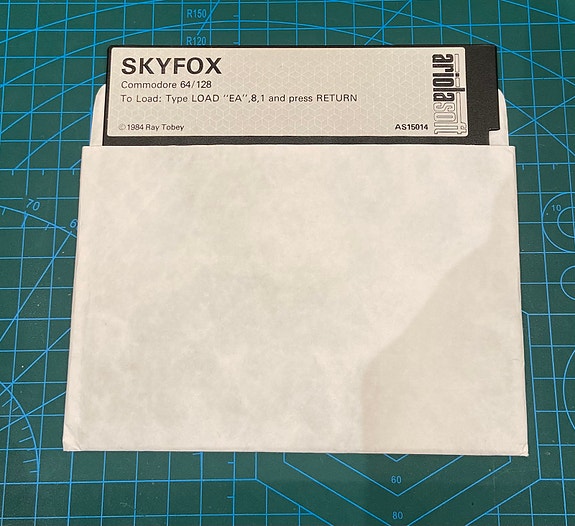 R150
R120
SKYFOX
Commodore 64/128
To Load: Type LOAD "EA",8,1 and press RETURN
©1984 Ray Tobey
AS15014
ariolasoft
70
10
60
80